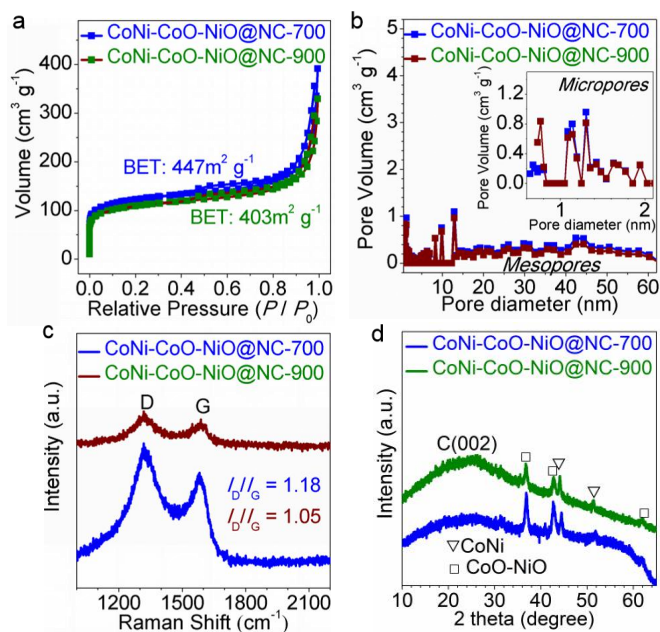 a
CoNi-CoO-NiO@NC-700
CoNi-CoO-NiO@NC-900
400
300
200
100
0
Volume (cm³ g⁻¹)
BET: 447m² g⁻¹
BET: 403m² g⁻¹
0.0 0.2 0.4 0.6 0.8 1.0
Relative Pressure (P / P₀)
b
CoNi-CoO-NiO@NC-700
CoNi-CoO-NiO@NC-900
5
4
3
2
1
0
Pore Volume (cm³ g⁻¹)
Micropores
1.2
0.8
0.4
0.0
Pore Volume (cm³ g⁻¹)
1 2
Pore diameter (nm)
Mesopores
0 10 20 30 40 50 60
Pore diameter (nm)
c
CoNi-CoO-NiO@NC-700
CoNi-CoO-NiO@NC-900
D G
Intensity (a.u.)
I_D/I_G = 1.18
I_D/I_G = 1.05
1200 1400 1600 1800
Raman Shift (cm⁻¹)
d
CoNi-CoO-NiO@NC-700
CoNi-CoO-NiO@NC-900
C(002)
Intensity (a.u.)
▽CoNi
□ CoO-NiO
10 20 30 40 50 60
2 theta (degree)